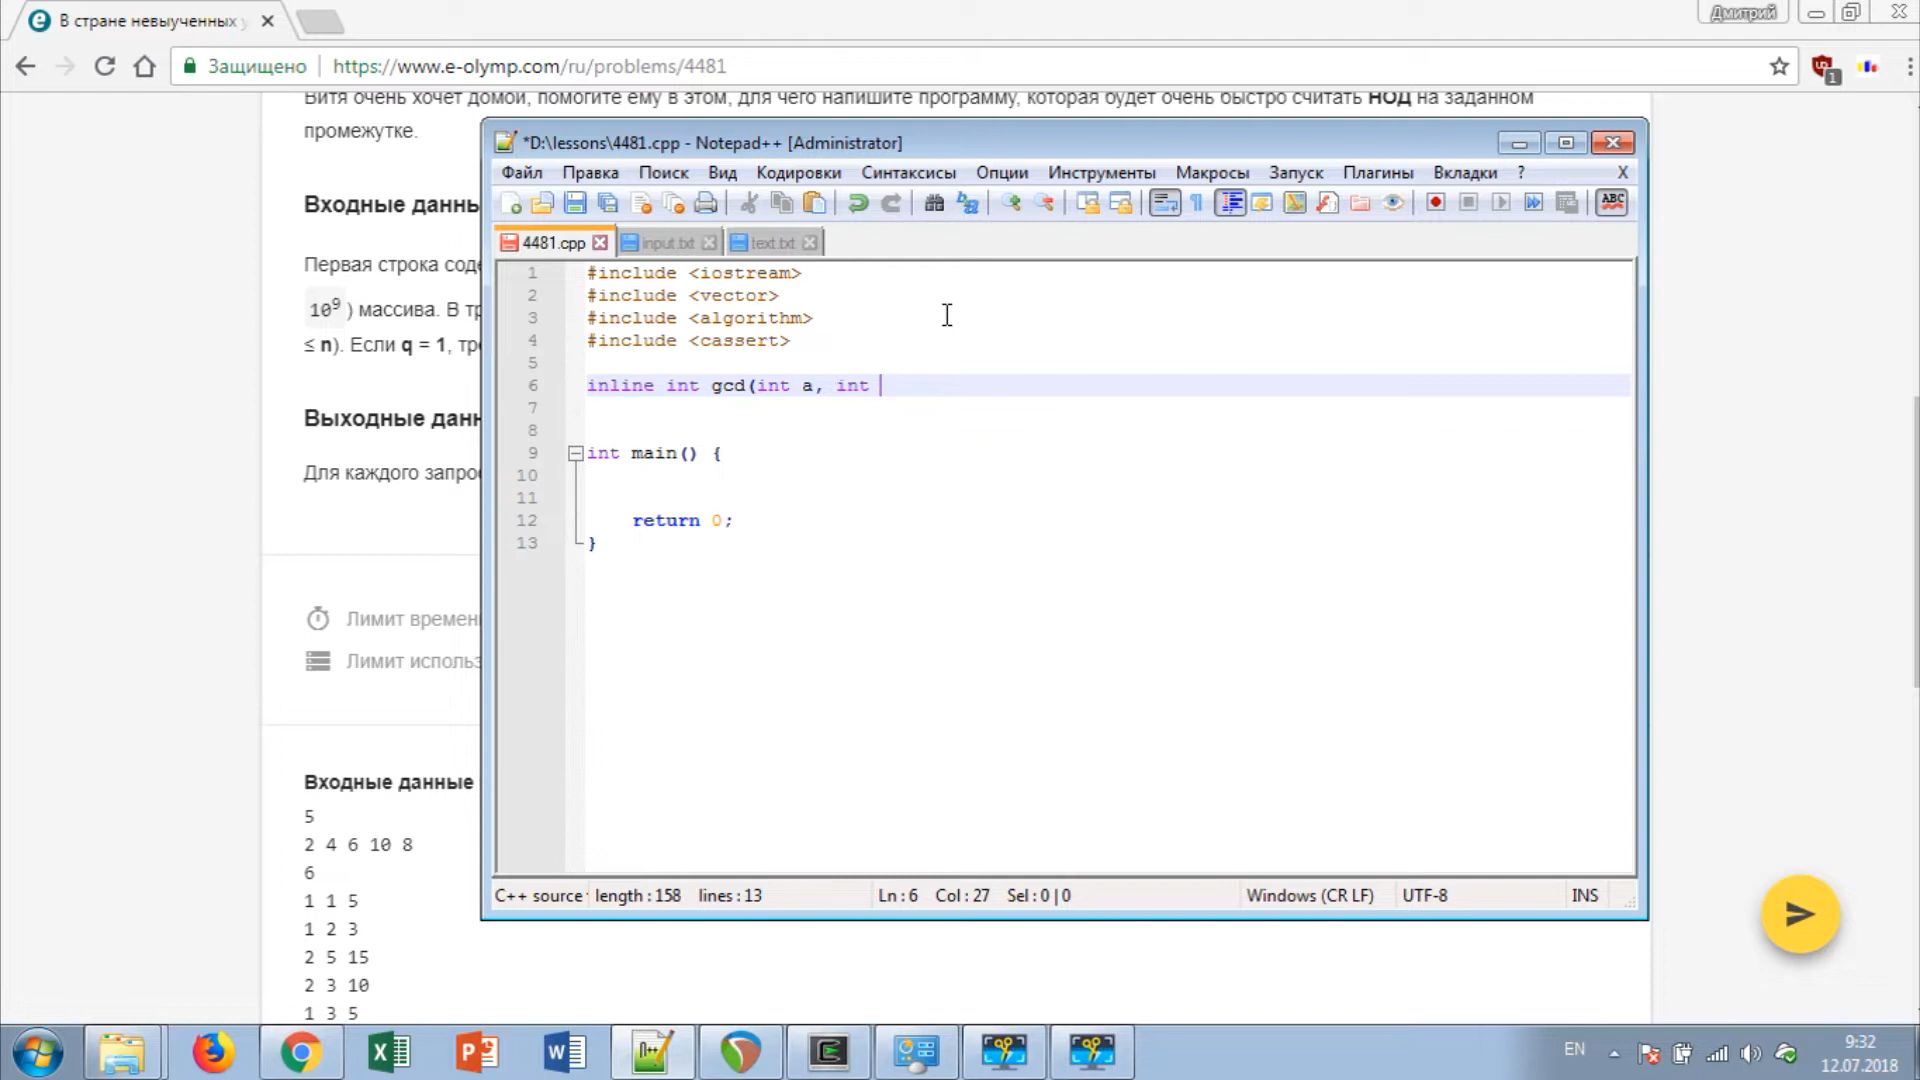 В стране невыученных
Дмитрий
Защищено
https://www.e-olymp.com/ru/problems/4481
1
Витя очень хочет домой, помогите ему в этом, для чего напишите программу, которая будет очень быстро считать НОД на заданном
промежутке.
*D:\lessons\4481.cpp - Notepad++ [Administrator]
Файл Правка Поиск Вид Кодировки Синтаксисы Опции Инструменты Макросы Запуск Плагины Вкладки ? X
4481.cpp input.txt text.txt
1 #include <iostream>
2 #include <vector>
3 #include <algorithm>
4 #include <cassert>
5
6 inline int gcd(int a, int
7
8
9 int main() {
10
11
12 return 0;
13 }
C++ source length : 158 lines : 13 Ln : 6 Col : 27 Sel : 0 | 0 Windows (CR LF) UTF-8 INS
Входные данн
Первая строка сод
10⁹ ) массива. В т
≤ n). Если q = 1, тр
Выходные данн
Для каждого запро
Лимит времен
Лимит использ
Входные данные
5
2 4 6 10 8
6
1 1 5
1 2 3
2 5 15
2 3 10
1 3 5
EN
9:32
12.07.2018